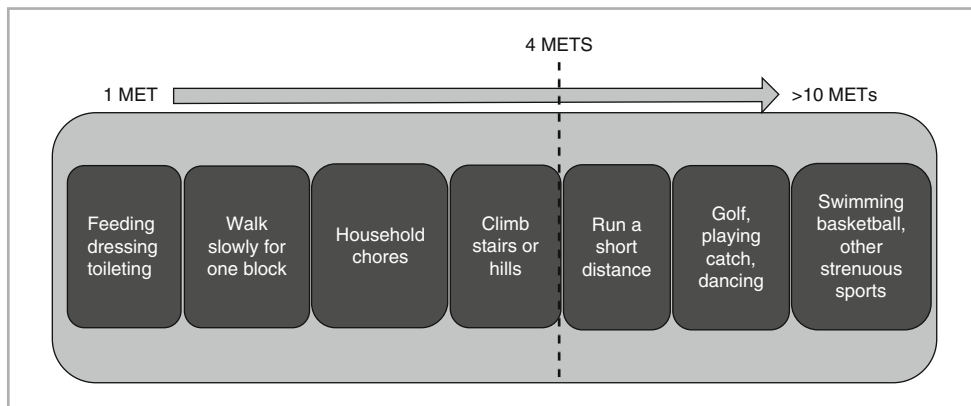 4 METS
1 MET
>10 METs
Feeding
dressing
toileting
Walk
slowly for
one block
Household
chores
Climb
stairs or
hills
Run a
short
distance
Golf,
playing
catch,
dancing
Swimming
basketball,
other
strenuous
sports